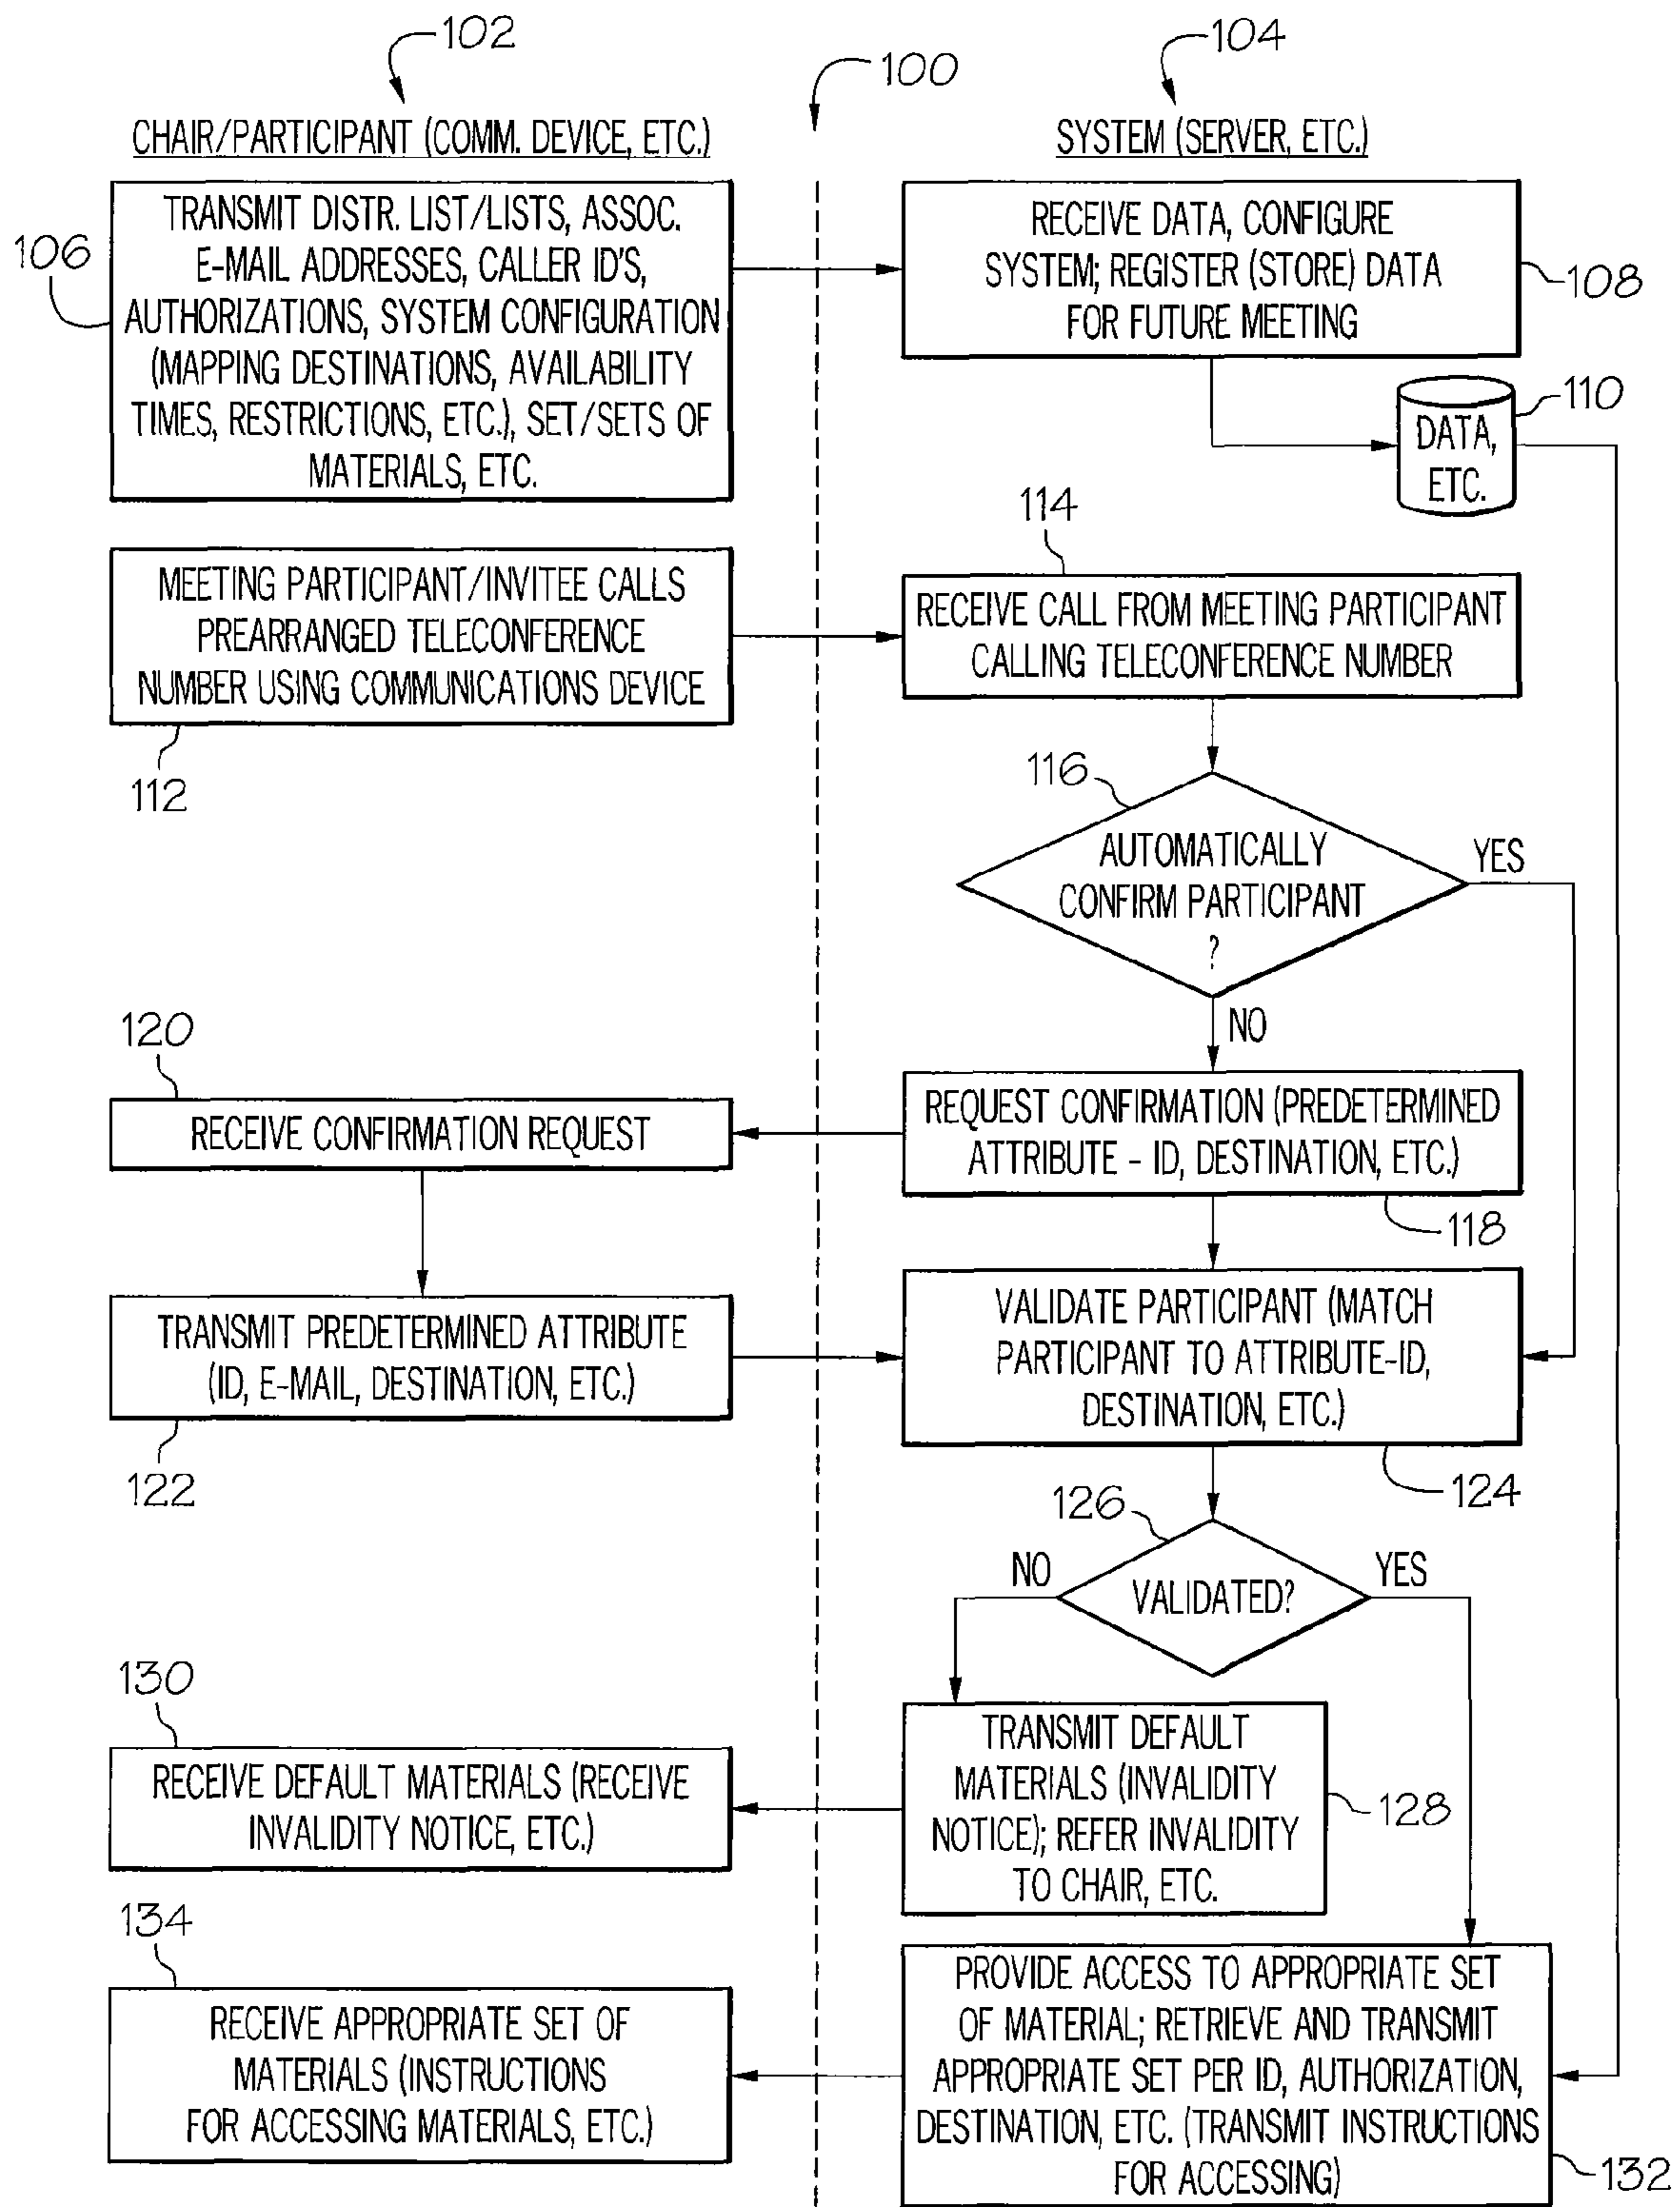 102
100
104
CHAIR/PARTICIPANT (COMM. DEVICE, ETC.)
SYSTEM (SERVER, ETC.)
TRANSMIT DISTR. LIST/LISTS, ASSOC.
E-MAIL ADDRESSES, CALLER ID'S,
AUTHORIZATIONS, SYSTEM CONFIGURATION
(MAPPING DESTINATIONS, AVAILABILITY
TIMES, RESTRICTIONS, ETC.), SET/SETS OF
MATERIALS, ETC.
106
RECEIVE DATA, CONFIGURE
SYSTEM; REGISTER (STORE) DATA
FOR FUTURE MEETING
108
DATA,
ETC.
110
MEETING PARTICIPANT/INVITEE CALLS
PREARRANGED TELECONFERENCE
NUMBER USING COMMUNICATIONS DEVICE
112
114
RECEIVE CALL FROM MEETING PARTICIPANT
CALLING TELECONFERENCE NUMBER
116
AUTOMATICALLY
CONFIRM PARTICIPANT
?
YES
NO
120
RECEIVE CONFIRMATION REQUEST
REQUEST CONFIRMATION (PREDETERMINED
ATTRIBUTE - ID, DESTINATION, ETC.)
118
TRANSMIT PREDETERMINED ATTRIBUTE
(ID, E-MAIL, DESTINATION, ETC.)
122
VALIDATE PARTICIPANT (MATCH
PARTICIPANT TO ATTRIBUTE-ID,
DESTINATION, ETC.)
124
126
NO
VALIDATED?
YES
130
RECEIVE DEFAULT MATERIALS (RECEIVE
INVALIDITY NOTICE, ETC.)
TRANSMIT DEFAULT
MATERIALS (INVALIDITY
NOTICE); REFER INVALIDITY
TO CHAIR, ETC.
128
134
RECEIVE APPROPRIATE SET OF
MATERIALS (INSTRUCTIONS
FOR ACCESSING MATERIALS, ETC.)
PROVIDE ACCESS TO APPROPRIATE SET
OF MATERIAL; RETRIEVE AND TRANSMIT
APPROPRIATE SET PER ID, AUTHORIZATION,
DESTINATION, ETC. (TRANSMIT INSTRUCTIONS
FOR ACCESSING)
132